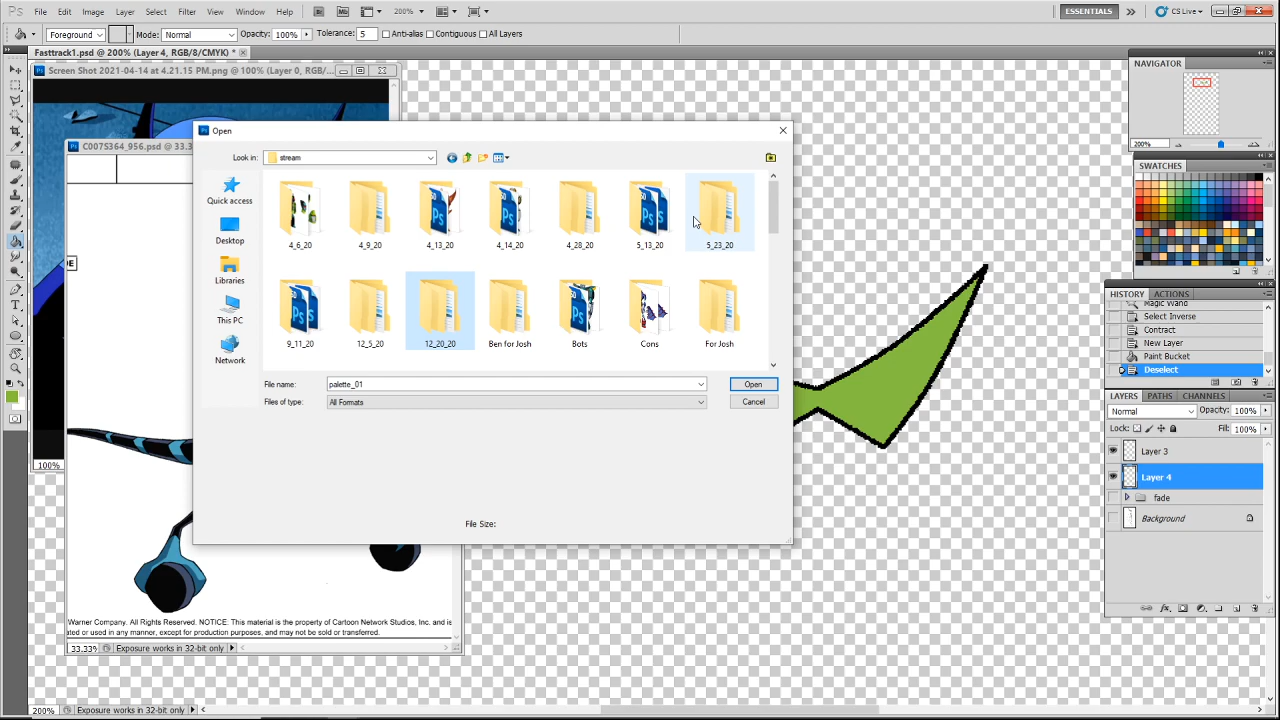 Ps File Edit Image Layer Select Filter View Window Help Br Mb 200% ESSENTIALS CS Live
Foreground Mode: Normal Opacity: 100% Tolerance: 5 Anti-alias Contiguous All Layers
Fasttrack1.psd @ 200% (Layer 4, RGB/8/CMYK) *
Screen Shot 2021-04-14 at 4.21.15 PM.png @ 100% (Layer 0, RGB/...
C007S364_956.psd @ 33.3
Open
Look in: stream
Quick access
Desktop
Libraries
This PC
Network
4_6_20 4_9_20 4_13_20 4_14_20 4_28_20 5_13_20 5_23_20
9_11_20 12_5_20 12_20_20 Ben for Josh Bots Cons For Josh
File name: palette_01 Open
Files of type: All Formats Cancel
File Size:
100%
Warner Company. All Rights Reserved. NOTICE. This material is the property of Cartoon Network Studios, Inc. and is
ated or used in any manner, except for production purposes, and may not be sold or transferred.
33.33% Exposure works in 32-bit only
200% Exposure works in 32-bit only
NAVIGATOR
200%
SWATCHES
HISTORY ACTIONS
Magic Wand
Select Inverse
Contract
New Layer
Paint Bucket
Deselect
LAYERS PATHS CHANNELS
Normal Opacity: 100%
Lock: Fill: 100%
Layer 3
Layer 4
fade
Background